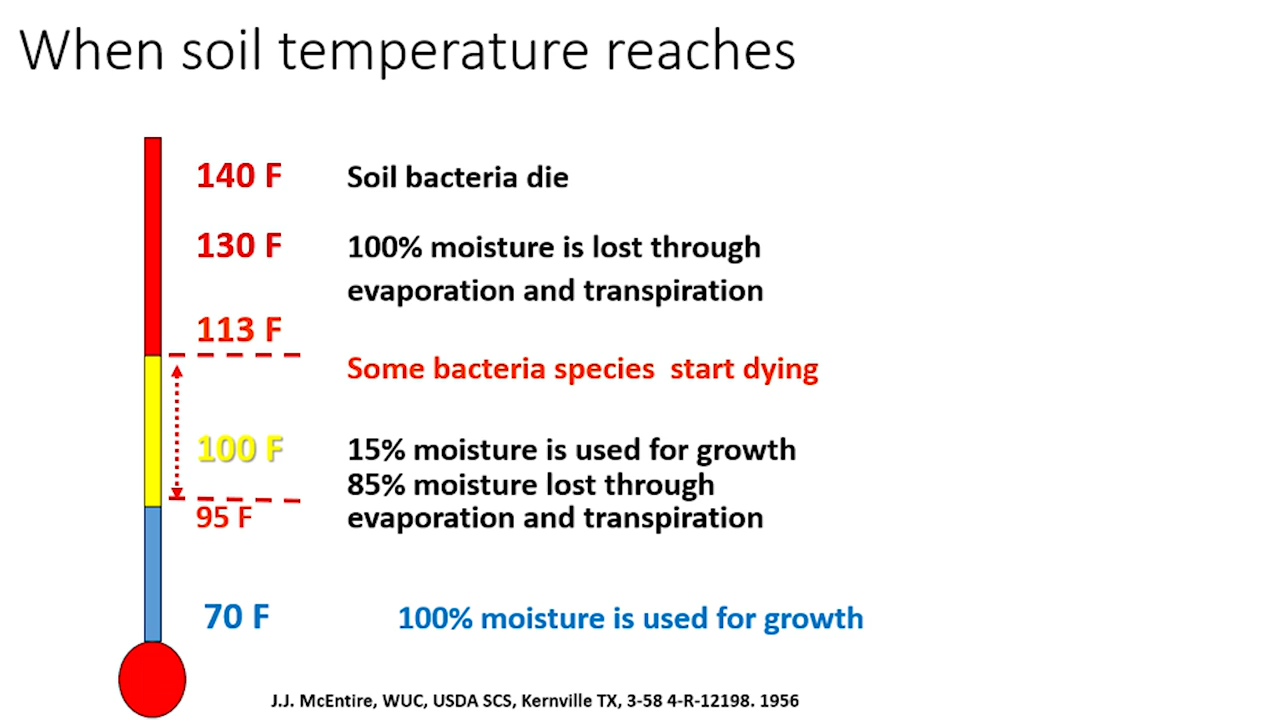 When soil temperature reaches
140 F Soil bacteria die
130 F 100% moisture is lost through
evaporation and transpiration
113 F
Some bacteria species start dying
100 F 15% moisture is used for growth
85% moisture lost through
95 F evaporation and transpiration
70 F 100% moisture is used for growth
J.J. McEntire, WUC, USDA SCS, Kernville TX, 3-58 4-R-12198. 1956